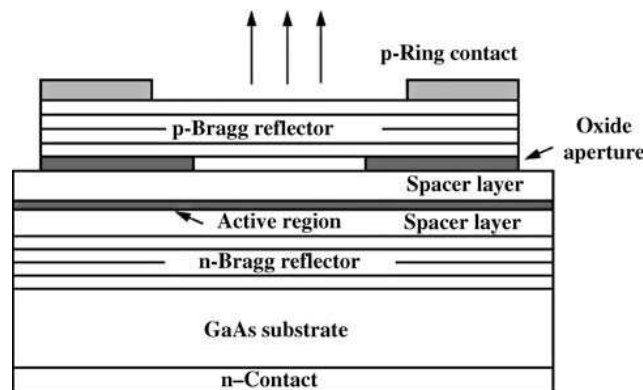 p-Ring contact
p-Bragg reflector
Oxide
aperture
Spacer layer
Active region
Spacer layer
n-Bragg reflector
GaAs substrate
n–Contact